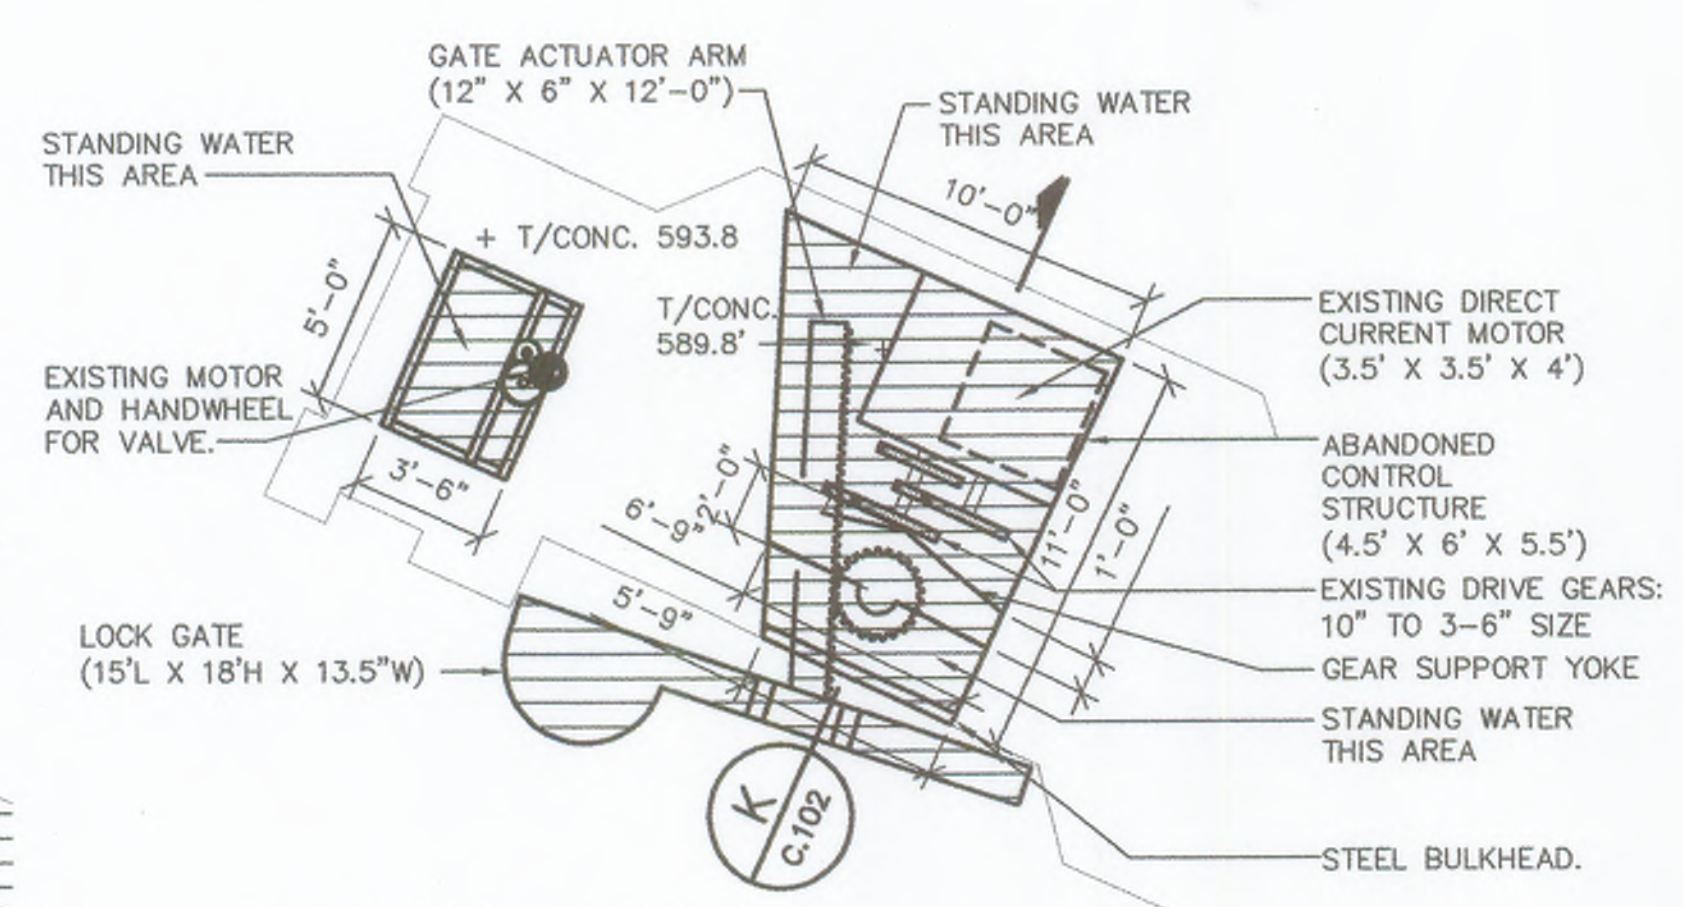 GATE ACTUATOR ARM
(12" X 6" X 12'-0")
STANDING WATER
THIS AREA
STANDING WATER
THIS AREA
10'-0"
+ T/CONC. 593.8
5'-0"
T/CONC.
589.8'
EXISTING DIRECT
CURRENT MOTOR
(3.5' X 3.5' X 4')
EXISTING MOTOR
AND HANDWHEEL
FOR VALVE.
3'-6"
ABANDONED
CONTROL
STRUCTURE
(4.5' X 6' X 5.5')
2'-0"
6'-9"
11'-0"
1'-0"
5'-9"
EXISTING DRIVE GEARS:
10" TO 3-6" SIZE
LOCK GATE
(15'L X 18'H X 13.5"W)
GEAR SUPPORT YOKE
STANDING WATER
THIS AREA
K
C.102
STEEL BULKHEAD.